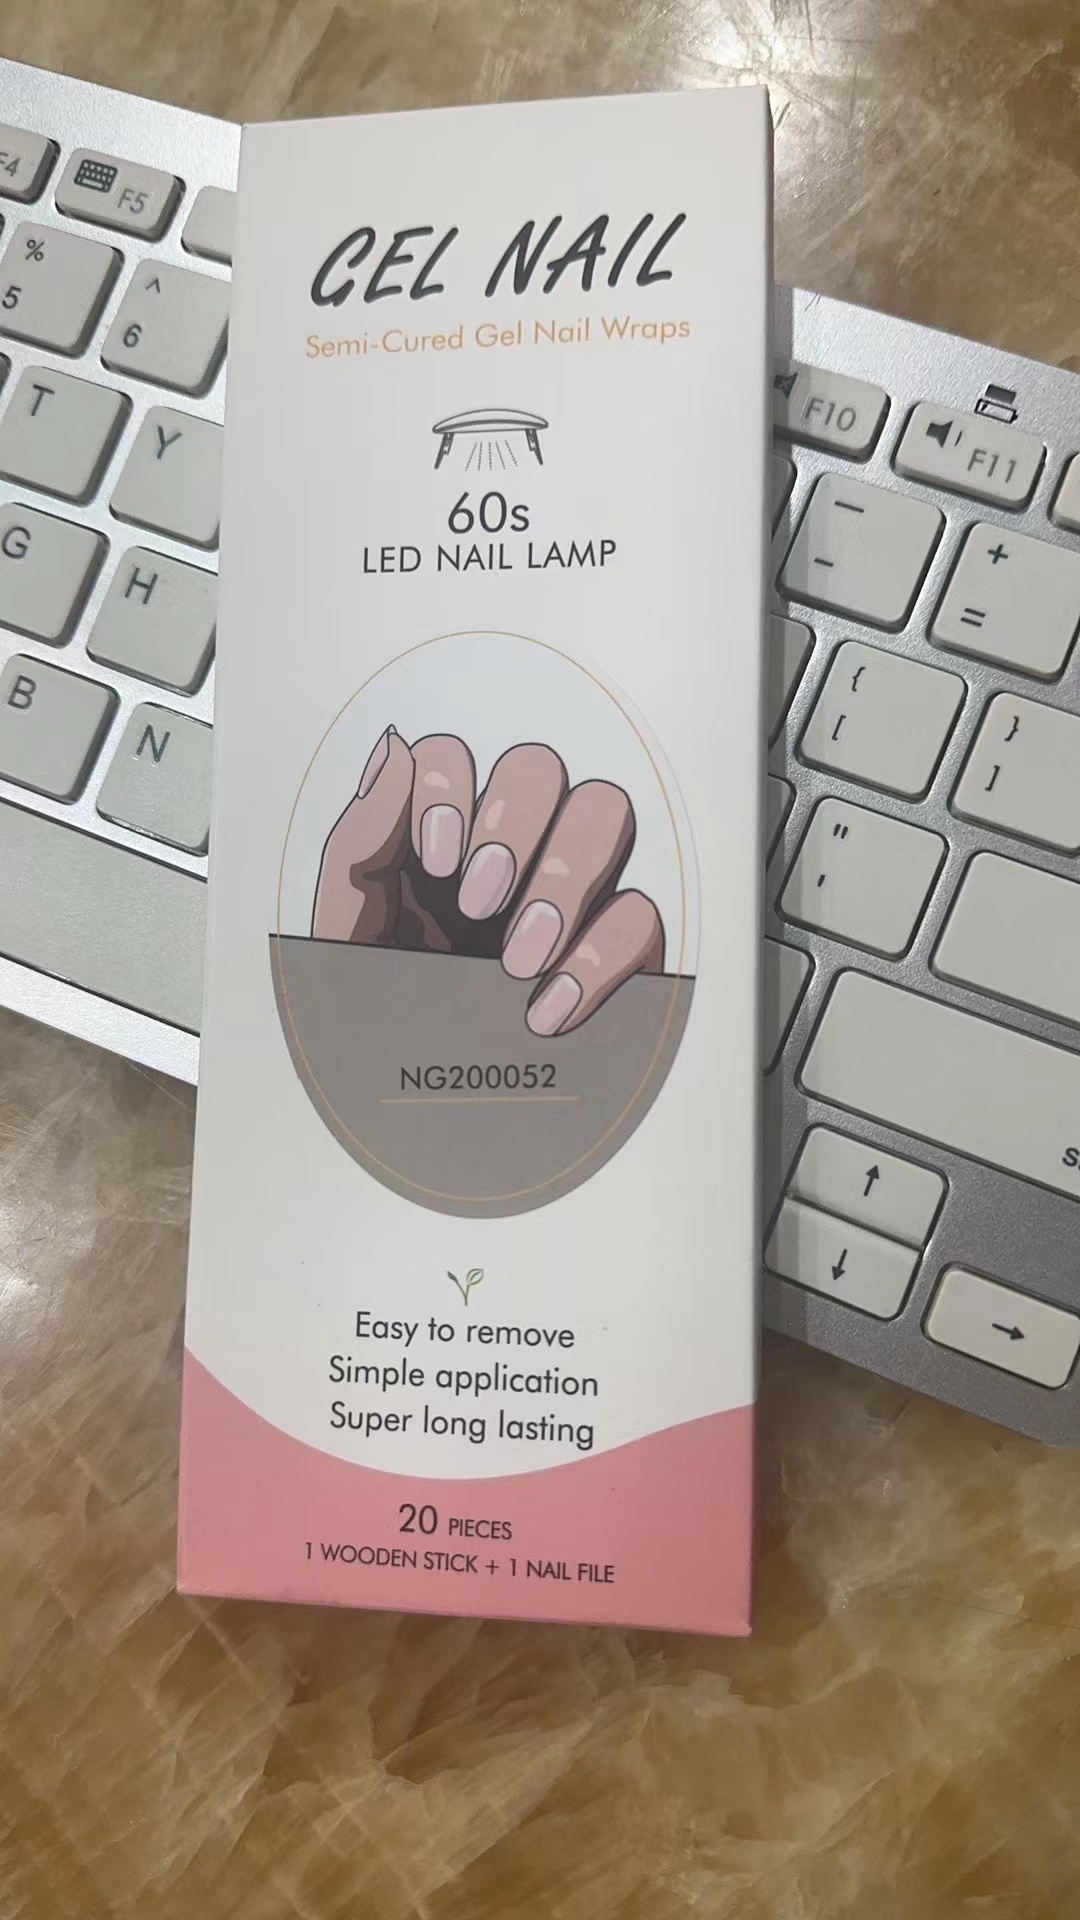 GEL NAIL
Semi-Cured Gel Nail Wraps
60s
LED NAIL LAMP
NG200052
Easy to remove
Simple application
Super long lasting
20 PIECES
1 WOODEN STICK + 1 NAIL FILE
F4
F5
%
5
^
6
T
Y
G
H
B
N
F10
F11
—
-
+
=
{
[
}
]
"
'
↑
↓
→